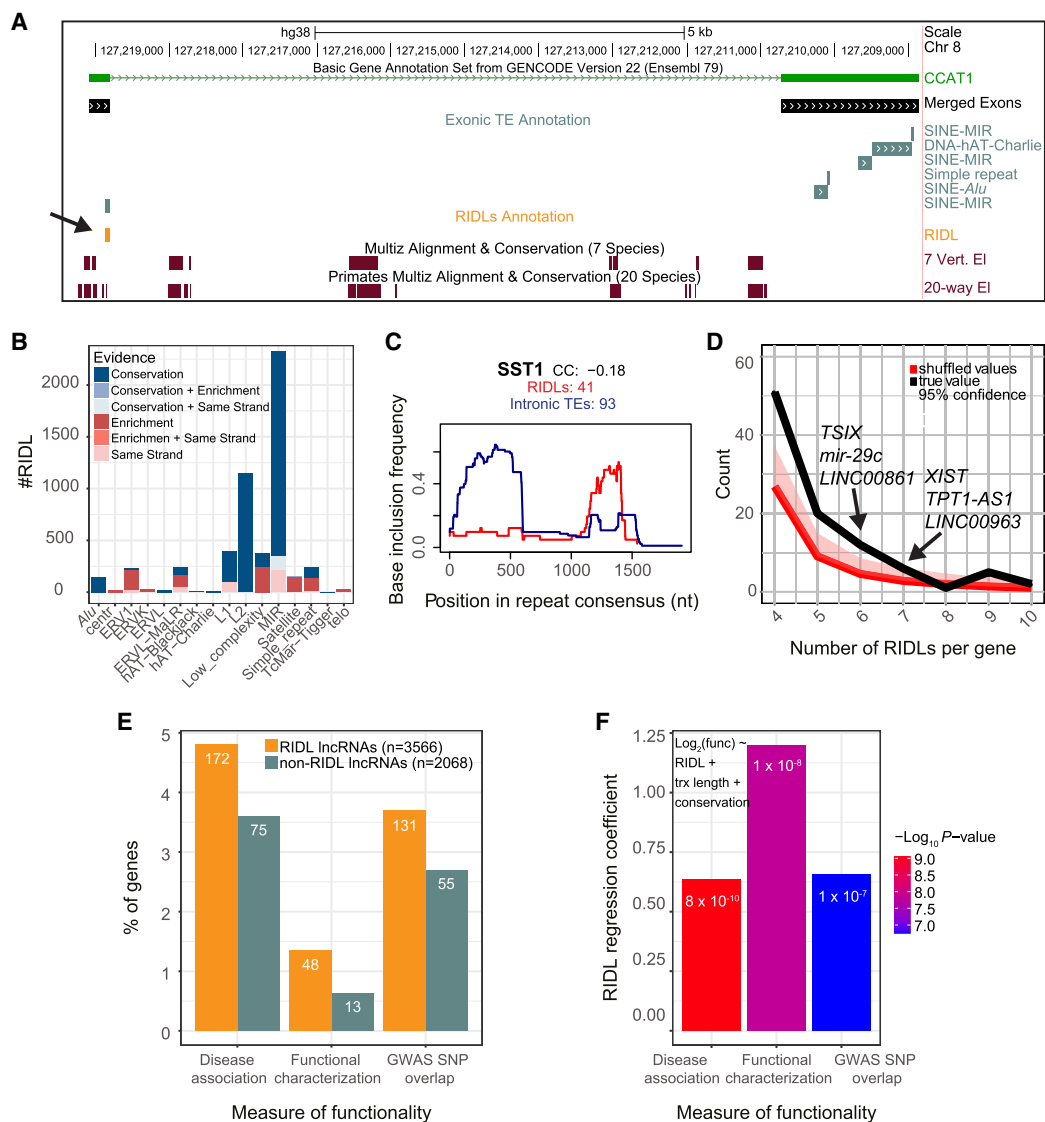 A
hg38
5 kb
Scale
127,219,000
127,218,000
127,217,000
127,216,000
127,215,000
127,214,000
127,213,000
127,212,000
127,211,000
127,210,000
127,209,000
Chr 8
Basic Gene Annotation Set from GENCODE Version 22 (Ensembl 79)
CCAT1
Merged Exons
Exonic TE Annotation
SINE-MIR
DNA-hAT-Charlie
SINE-MIR
Simple repeat
SINE-Alu
SINE-MIR
RIDLs Annotation
RIDL
Multiz Alignment & Conservation (7 Species)
7 Vert. El
Primates Multiz Alignment & Conservation (20 Species)
20-way El
B
Evidence
Conservation
Conservation + Enrichment
Conservation + Same Strand
Enrichment
Enrichmen + Same Strand
Same Strand
#RIDL
2000
1500
1000
500
0
Alu
centr
ERV1
ERVK
ERVL
ERVL−MaLR
hAT−Blackjack
hAT−Charlie
L1
L2
Low_complexity
MIR
Satellite
Simple_repeat
TcMar−Tigger
telo
C
SST1 CC: −0.18
RIDLs: 41
Intronic TEs: 93
Base inclusion frequency
0.4
0.0
0
500
1000
1500
Position in repeat consensus (nt)
D
shuffled values
true value
95% confidence
TSIX
mir-29c
LINC00861
XIST
TPT1-AS1
LINC00963
Count
60
40
20
0
4
5
6
7
8
9
10
Number of RIDLs per gene
E
RIDL lncRNAs (n=3566)
non-RIDL lncRNAs (n=2068)
% of genes
5
4
3
2
1
0
172
75
48
13
131
55
Disease
association
Functional
characterization
GWAS SNP
overlap
Measure of functionality
F
Log2(func) ~
RIDL +
trx length +
conservation
RIDL regression coefficient
1.25
1.00
0.75
0.50
0.25
0.00
8 x 10-10
1 x 10-8
1 x 10-7
Disease
association
Functional
characterization
GWAS SNP
overlap
Measure of functionality
−Log10 P−value
9.0
8.5
8.0
7.5
7.0